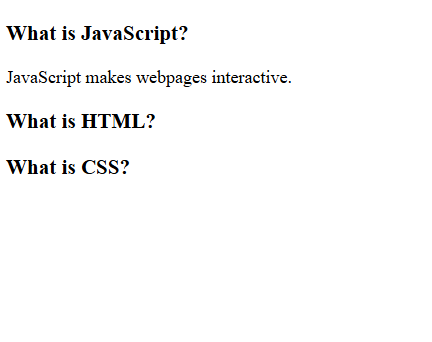 What is JavaScript?
JavaScript makes webpages interactive.
What is HTML?
What is CSS?